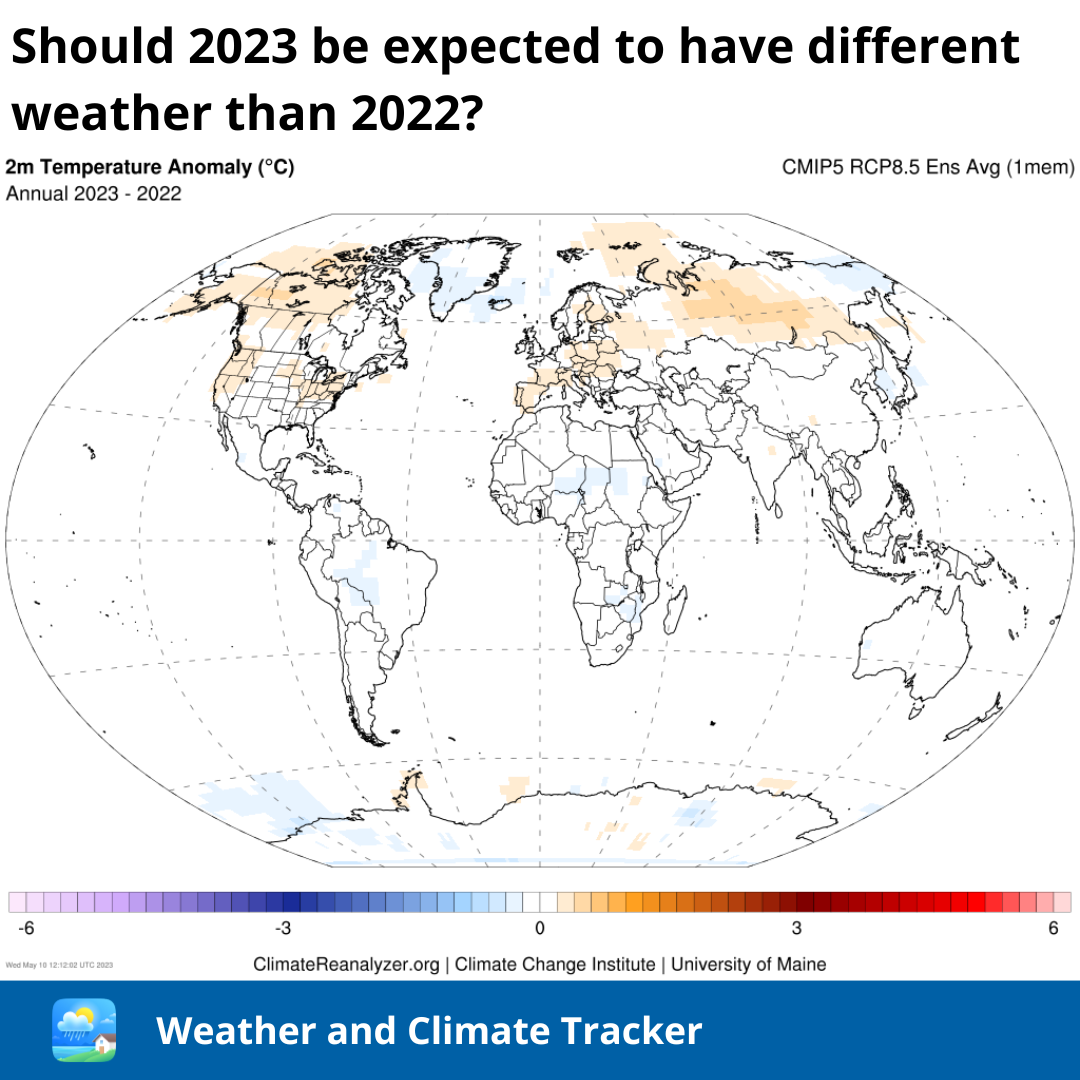 Should 2023 be expected to have different
weather than 2022?
2m Temperature Anomaly (°C)
CMIP5 RCP8.5 Ens Avg (1mem)
Annual 2023 - 2022
-6 -3 0 3 6
Wed May 10 12:12:02 UTC 2023
ClimateReanalyzer.org | Climate Change Institute | University of Maine
Weather and Climate Tracker